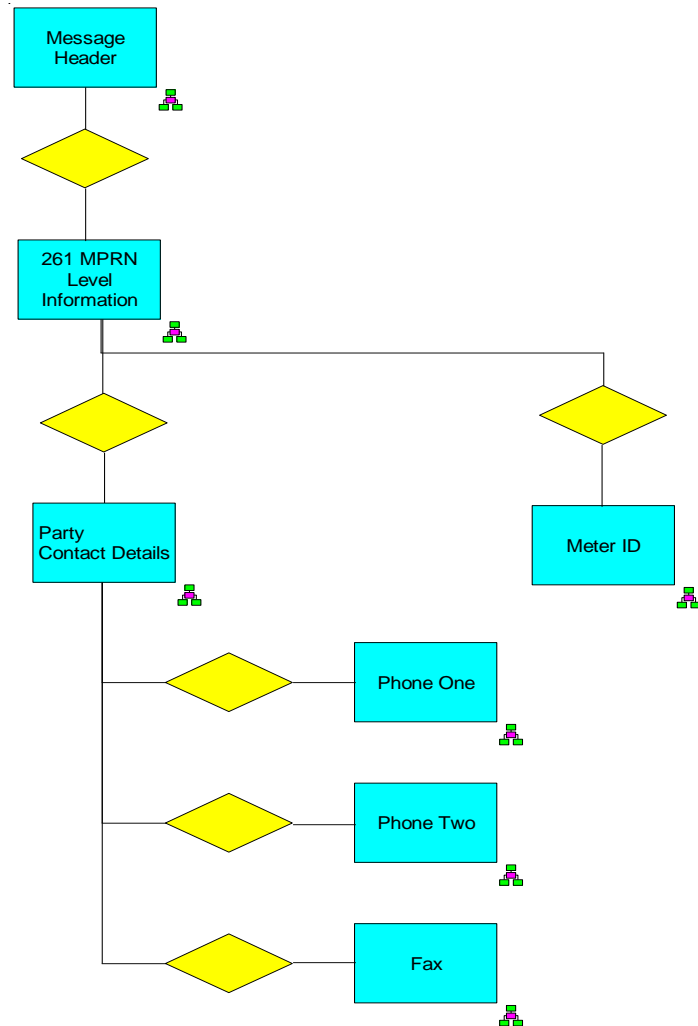 Message
Header
261 MPRN
Level
Information
Party
Contact Details
Meter ID
Phone One
Phone Two
Fax